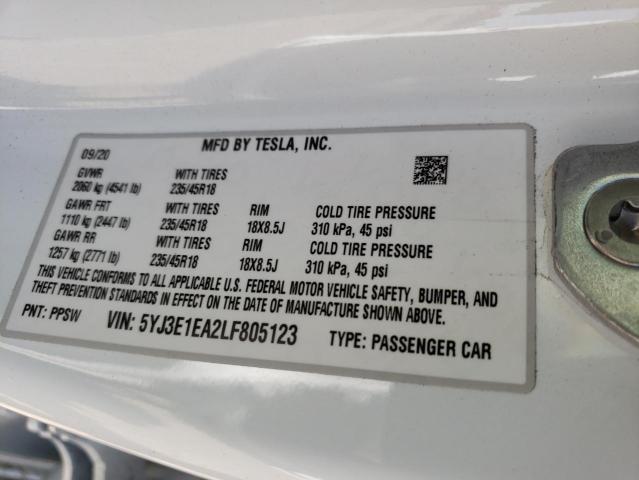 MFD BY TESLA, INC.
09/20
GVWR WITH TIRES
2060 kg (4541 lb) 235/45R18
GAWR FRT WITH TIRES RIM COLD TIRE PRESSURE
1110 kg (2447 lb) 235/45R18 18X8.5J 310 kPa, 45 psi
GAWR RR WITH TIRES RIM COLD TIRE PRESSURE
1257 kg (2771 lb) 235/45R18 18X8.5J 310 kPa, 45 psi
THIS VEHICLE CONFORMS TO ALL APPLICABLE U.S. FEDERAL MOTOR VEHICLE SAFETY, BUMPER, AND
THEFT PREVENTION STANDARDS IN EFFECT ON THE DATE OF MANUFACTURE SHOWN ABOVE.
PNT: PPSW VIN: 5YJ3E1EA2LF805123 TYPE: PASSENGER CAR